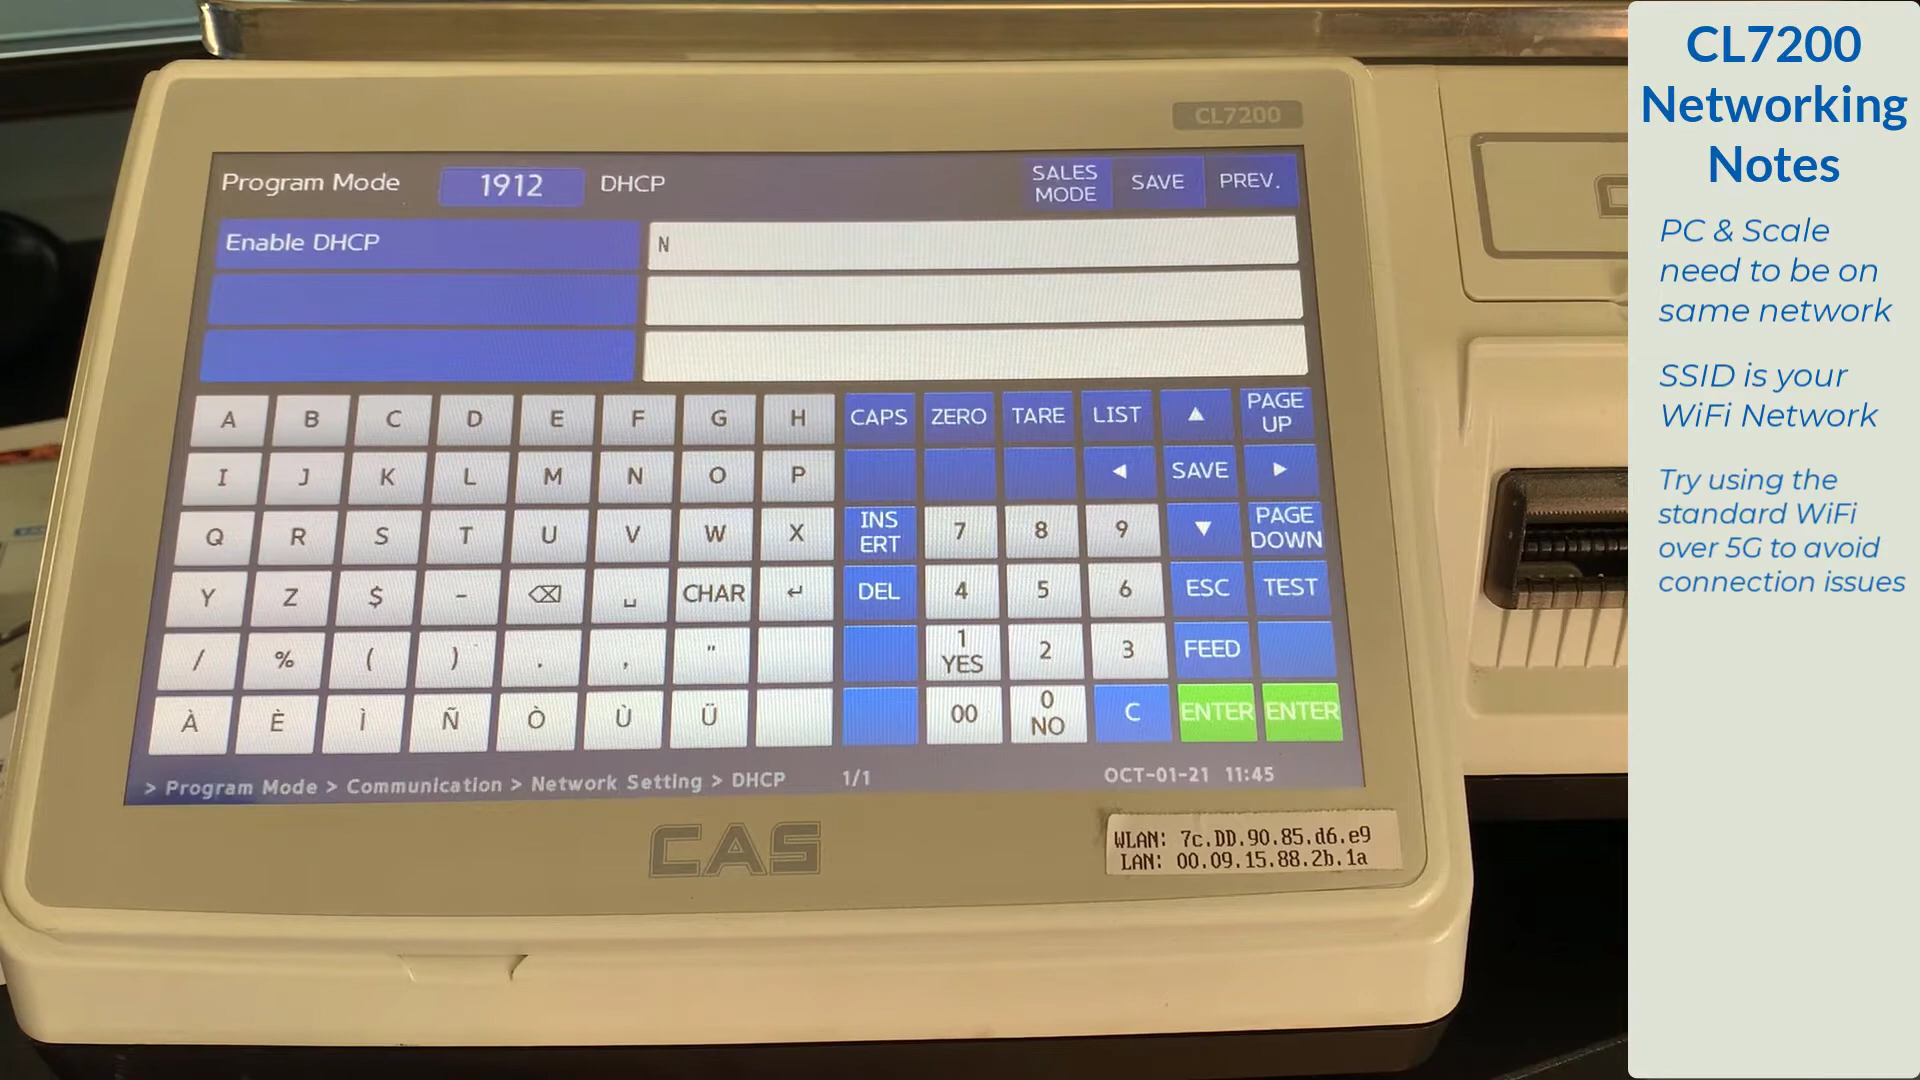 CL7200
Program Mode 1912 DHCP SALES MODE SAVE PREV.
Enable DHCP N
A B C D E F G H CAPS ZERO TARE LIST ▲ PAGE UP
I J K L M N O P ◀ SAVE ▶
Q R S T U V W X INS ERT 7 8 9 ▼ PAGE DOWN
Y Z $ - ⌫ ␣ CHAR ↵ DEL 4 5 6 ESC TEST
/ % ( ) . , " 1 YES 2 3 FEED
À È Ì Ñ Ò Ù Ü 00 0 NO C ENTER ENTER
> Program Mode > Communication > Network Setting > DHCP 1/1 OCT-01-21 11:45
CAS
WLAN: 7c.DD.90.85.d6.e9
LAN: 00.09.15.88.2b.1a
CL7200
Networking
Notes
PC & Scale
need to be on
same network
SSID is your
WiFi Network
Try using the
standard WiFi
over 5G to avoid
connection issues